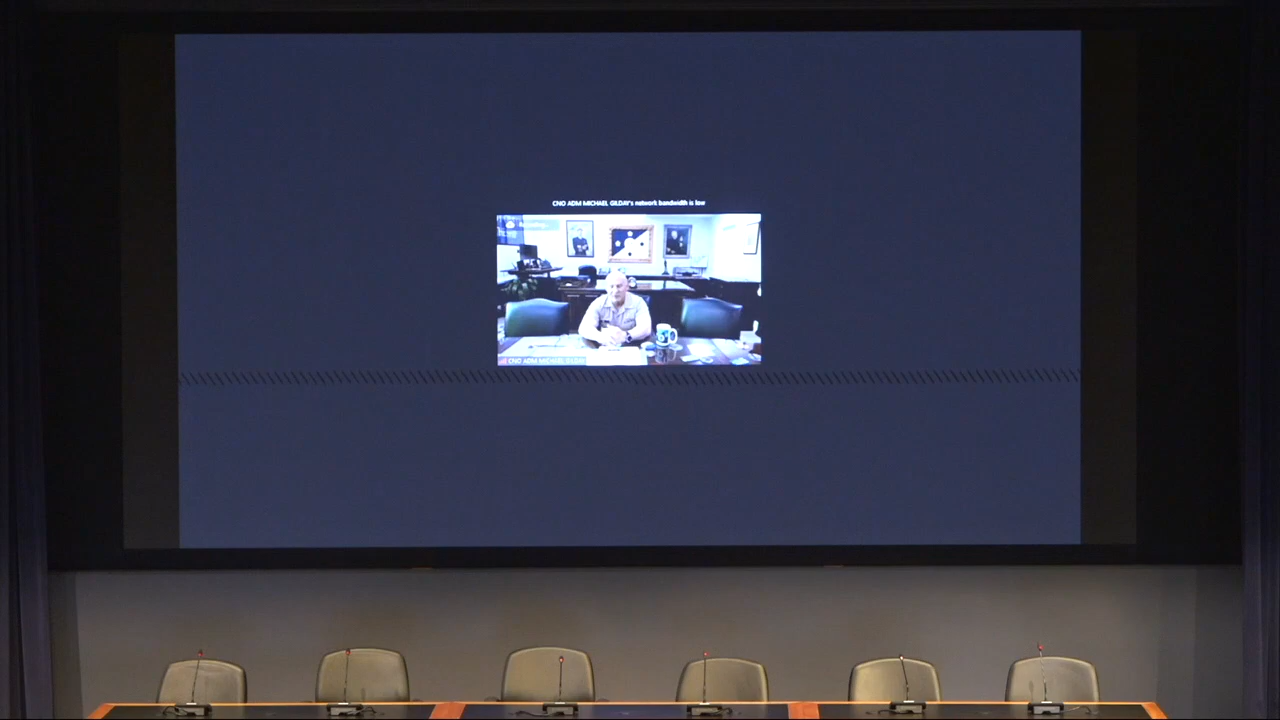 CNO ADM MICHAEL GILDAY's network bandwidth is low
CNO ADM MICHAEL GILDAY